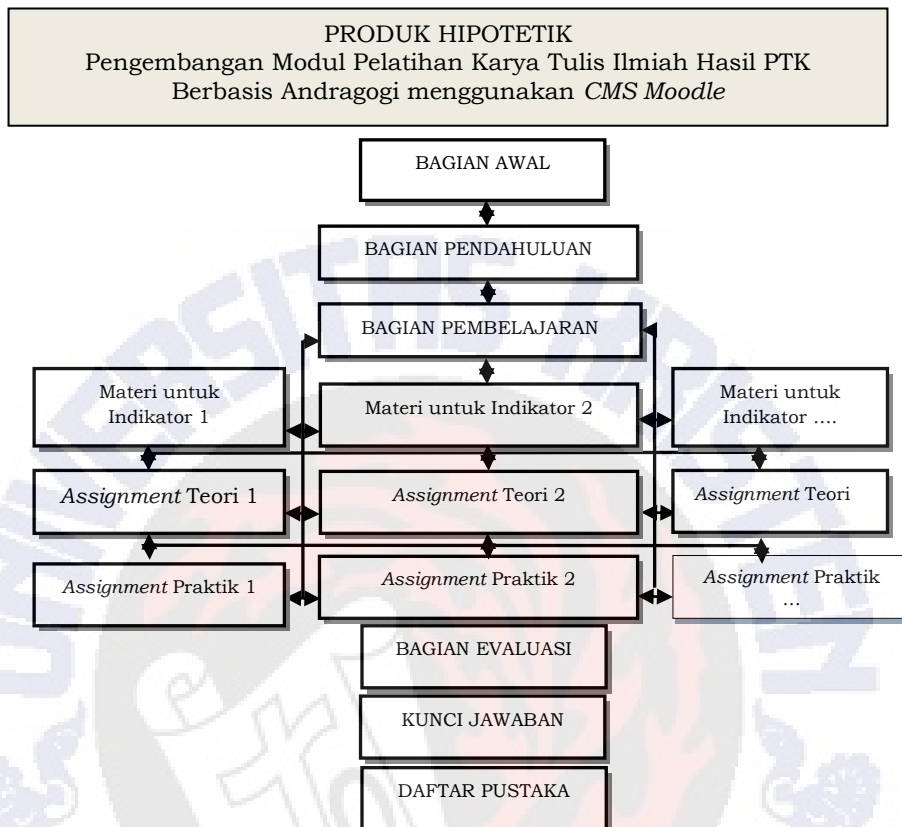 PRODUK HIPOTETIK
Pengembangan Modul Pelatihan Karya Tulis Ilmiah Hasil PTK
Berbasis Andragogi menggunakan CMS Moodle
BAGIAN AWAL
BAGIAN PENDAHULUAN
BAGIAN PEMBELAJARAN
Materi untuk
Indikator 1
Materi untuk Indikator 2
Materi untuk
Indikator ....
Assignment Teori 1
Assignment Teori 2
Assignment Teori
Assignment Praktik 1
Assignment Praktik 2
Assignment Praktik
...
BAGIAN EVALUASI
KUNCI JAWABAN
DAFTAR PUSTAKA
UNIVERSITAS KRISTEN